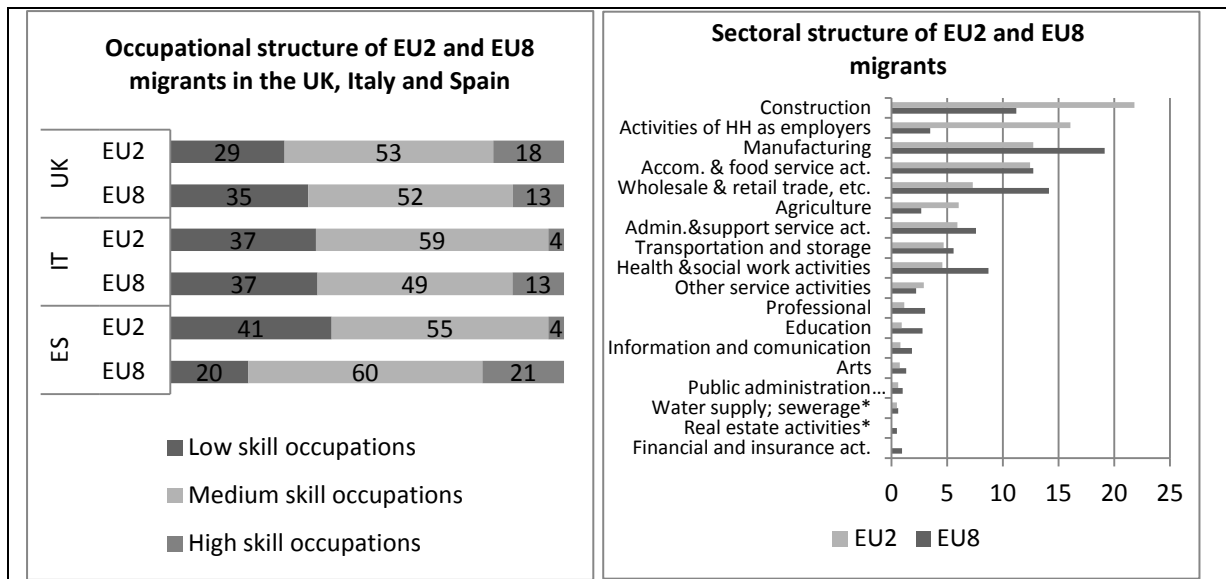 Occupational structure of EU2 and EU8
migrants in the UK, Italy and Spain
UK
EU2
29 53 18
EU8
35 52 13
IT
EU2
37 59 4
EU8
37 49 13
ES
EU2
41 55 4
EU8
20 60 21
Low skill occupations
Medium skill occupations
High skill occupations
Sectoral structure of EU2 and EU8
migrants
Construction
Activities of HH as employers
Manufacturing
Accom. & food service act.
Wholesale & retail trade, etc.
Agriculture
Admin.&support service act.
Transportation and storage
Health &social work activities
Other service activities
Professional
Education
Information and comunication
Arts
Public administration...
Water supply; sewerage*
Real estate activities*
Financial and insurance act.
0 5 10 15 20 25
EU2 EU8